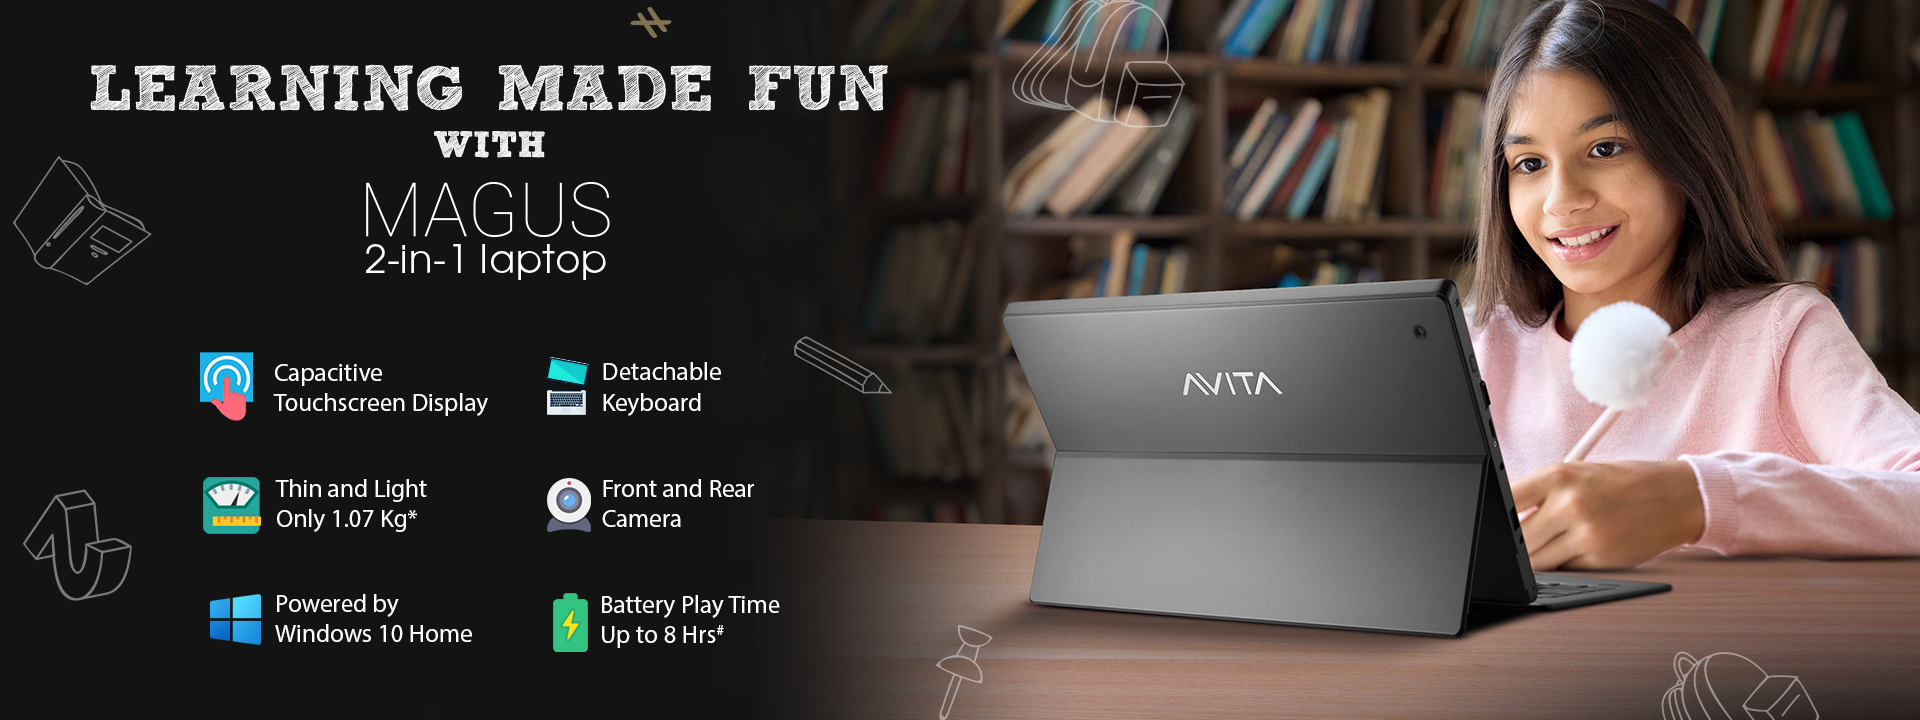 LEARNING MADE FUN
WITH
MAGUS
2-in-1 laptop
Capacitive
Touchscreen Display
Detachable
Keyboard
Thin and Light
Only 1.07 Kg*
Front and Rear
Camera
Powered by
Windows 10 Home
Battery Play Time
Up to 8 Hrs#
AVITA